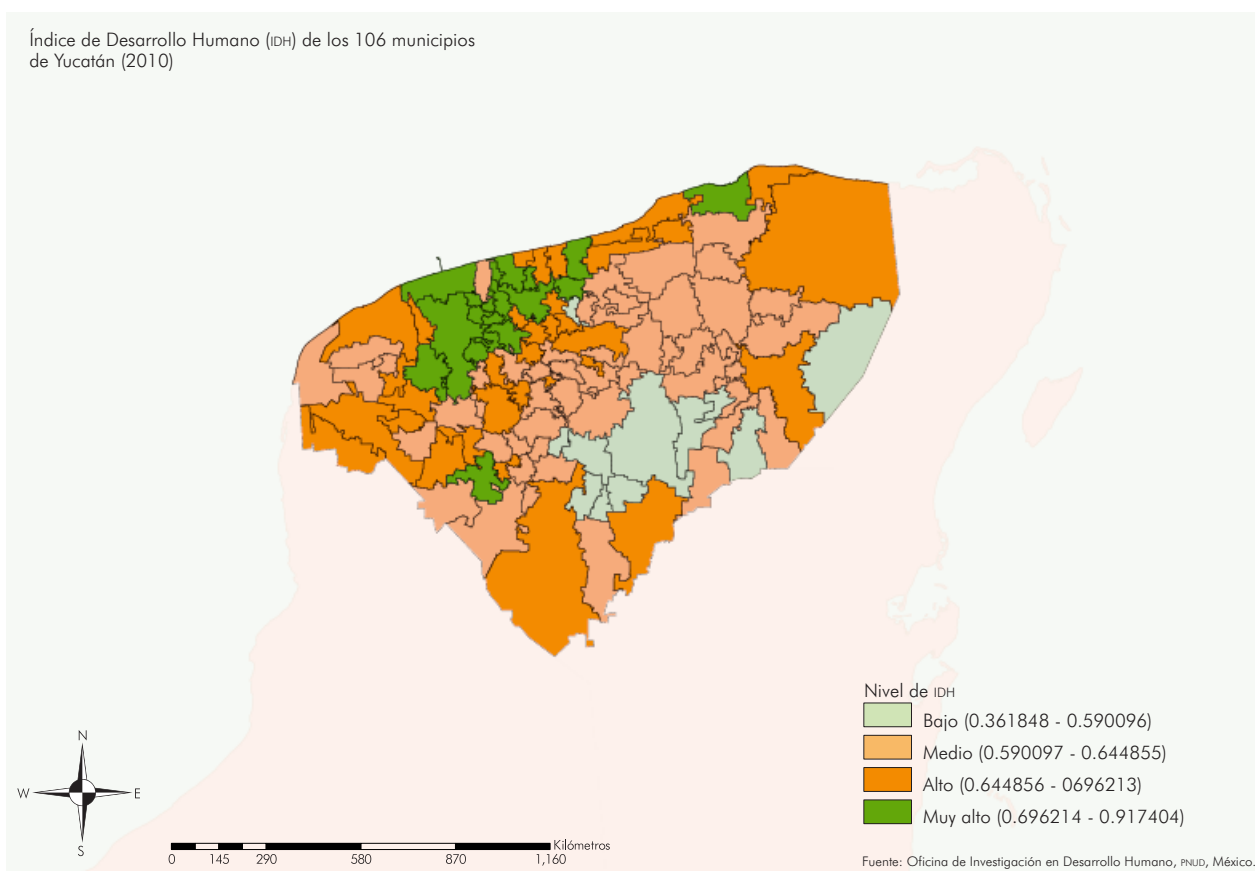 Índice de Desarrollo Humano (IDH) de los 106 municipios
de Yucatán (2010)
Nivel de IDH
Bajo (0.361848 - 0.590096)
Medio (0.590097 - 0.644855)
Alto (0.644856 - 0696213)
Muy alto (0.696214 - 0.917404)
N
W E
S
Kilómetros
0 145 290 580 870 1,160
Fuente: Oficina de Investigación en Desarrollo Humano, PNUD, México.